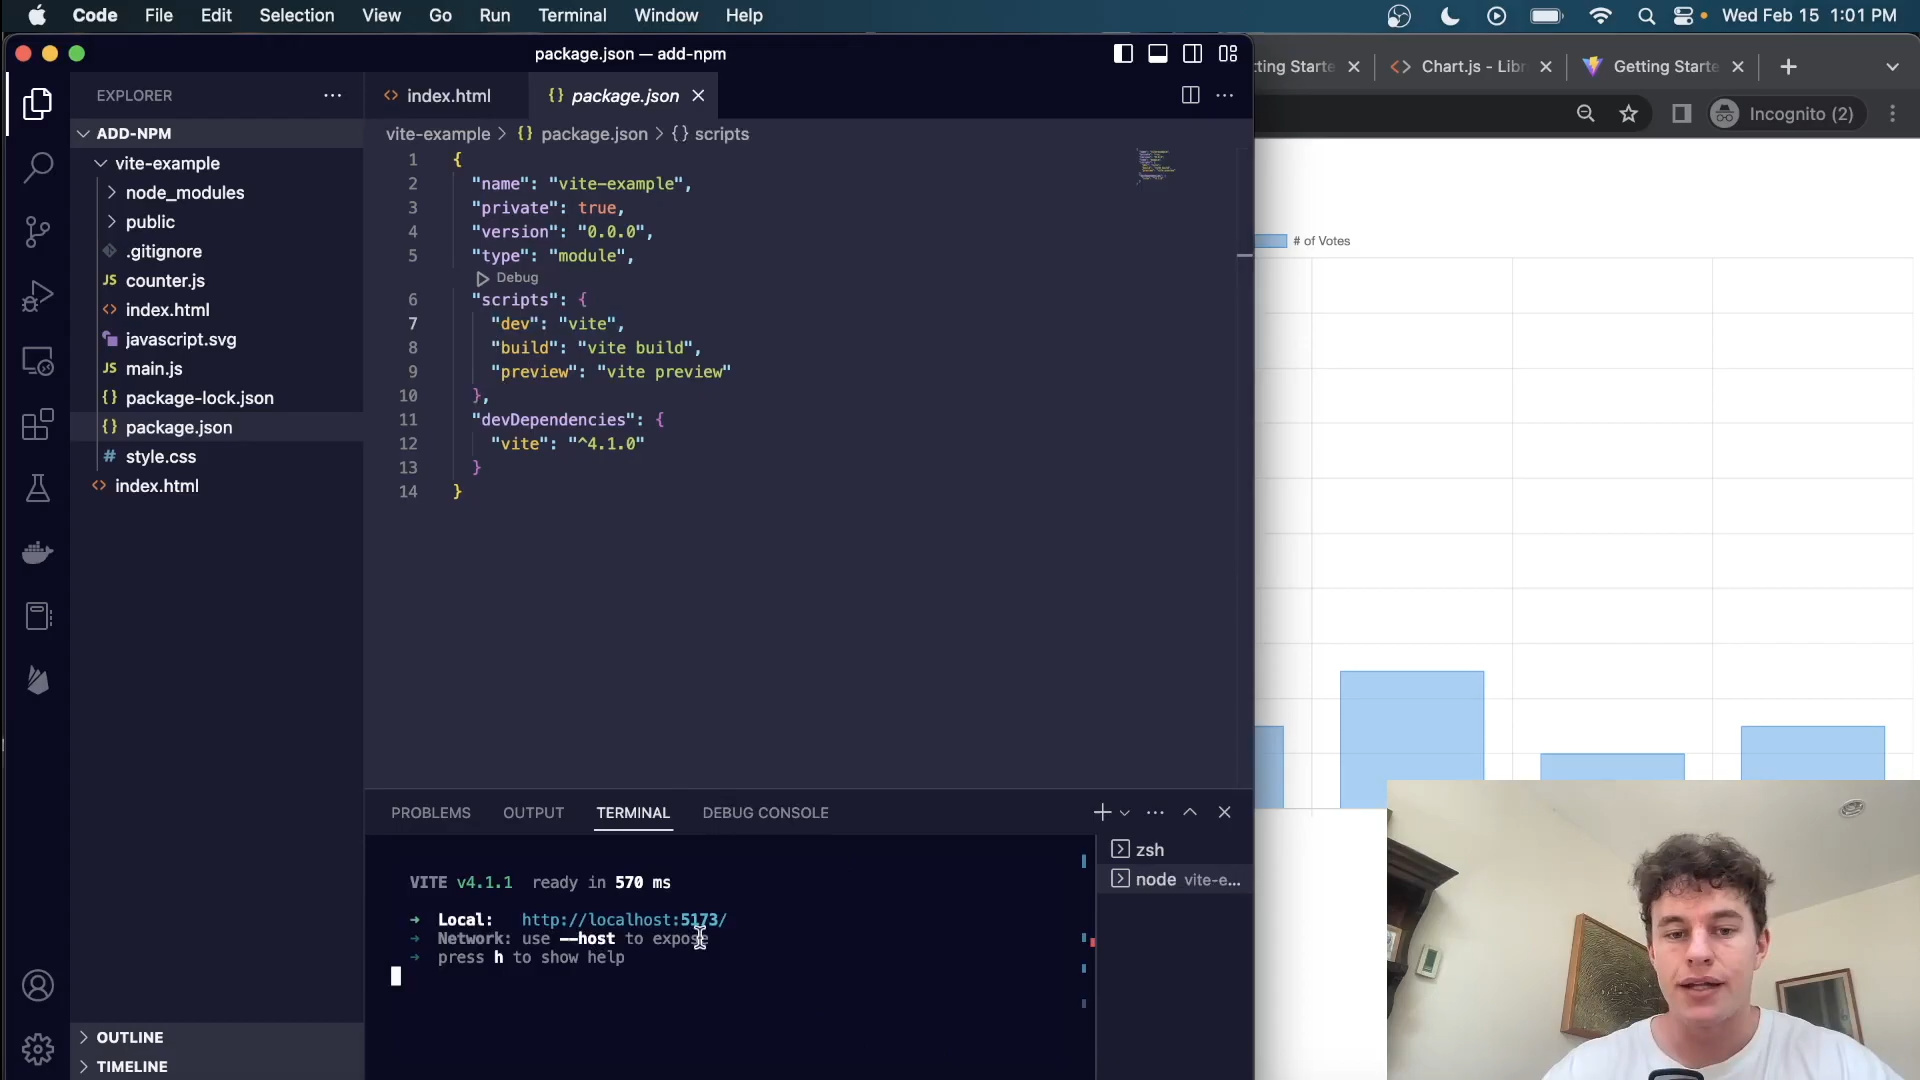 Code File Edit Selection View Go Run Terminal Window Help Wed Feb 15 1:01 PM
package.json — add-npm
ting Starte Chart.js - Lib Getting Starte
EXPLORER
index.html {} package.json
Incognito (2)
ADD-NPM
vite-example > {} package.json > {} scripts
vite-example
node_modules
public
.gitignore
JS counter.js
index.html
javascript.svg
JS main.js
{} package-lock.json
{} package.json
# style.css
index.html
1 {
2 "name": "vite-example",
3 "private": true,
4 "version": "0.0.0",
5 "type": "module",
Debug
6 "scripts": {
7 "dev": "vite",
8 "build": "vite build",
9 "preview": "vite preview"
10 },
11 "devDependencies": {
12 "vite": "^4.1.0"
13 }
14 }
# of Votes
PROBLEMS OUTPUT TERMINAL DEBUG CONSOLE
zsh
node vite-e...
VITE v4.1.1 ready in 570 ms
➜ Local: http://localhost:5173/
➜ Network: use --host to expose
➜ press h to show help
OUTLINE
TIMELINE